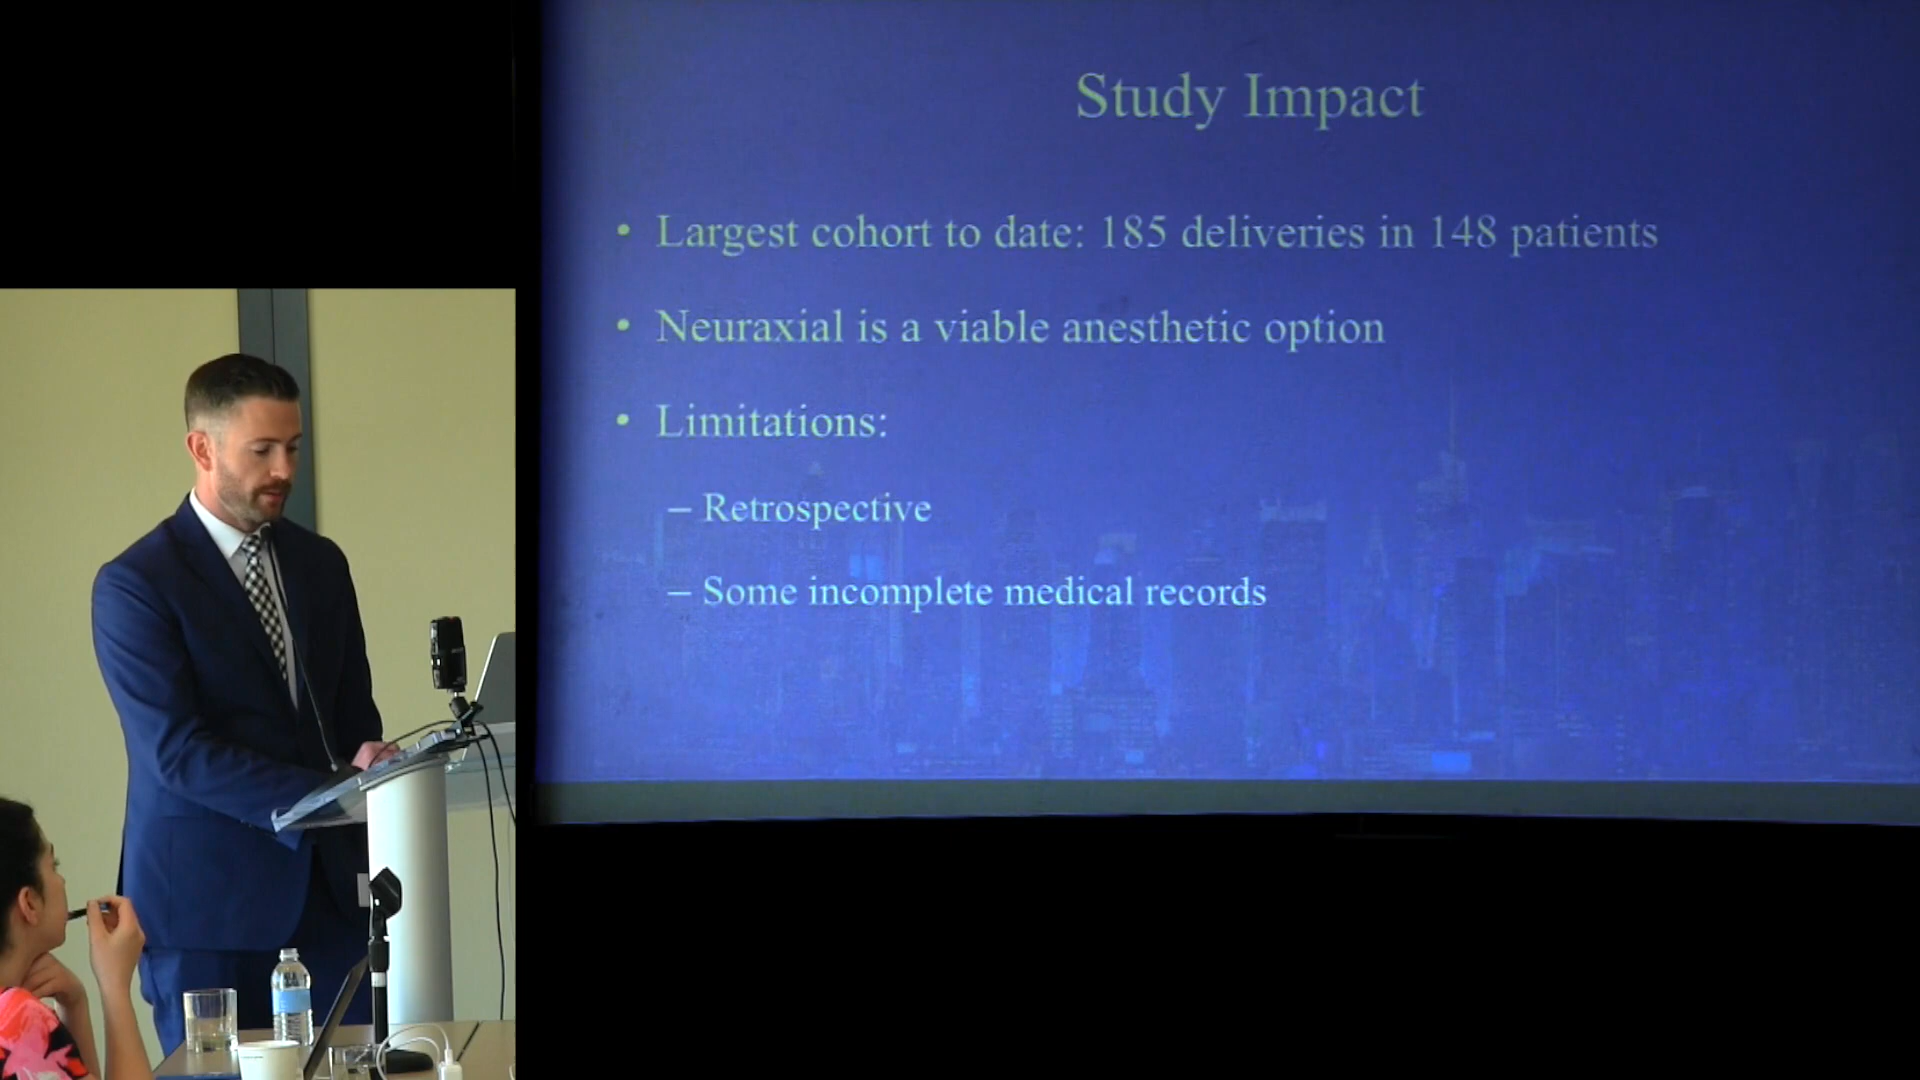 Study Impact
• Largest cohort to date: 185 deliveries in 148 patients
• Neuraxial is a viable anesthetic option
• Limitations:
– Retrospective
– Some incomplete medical records